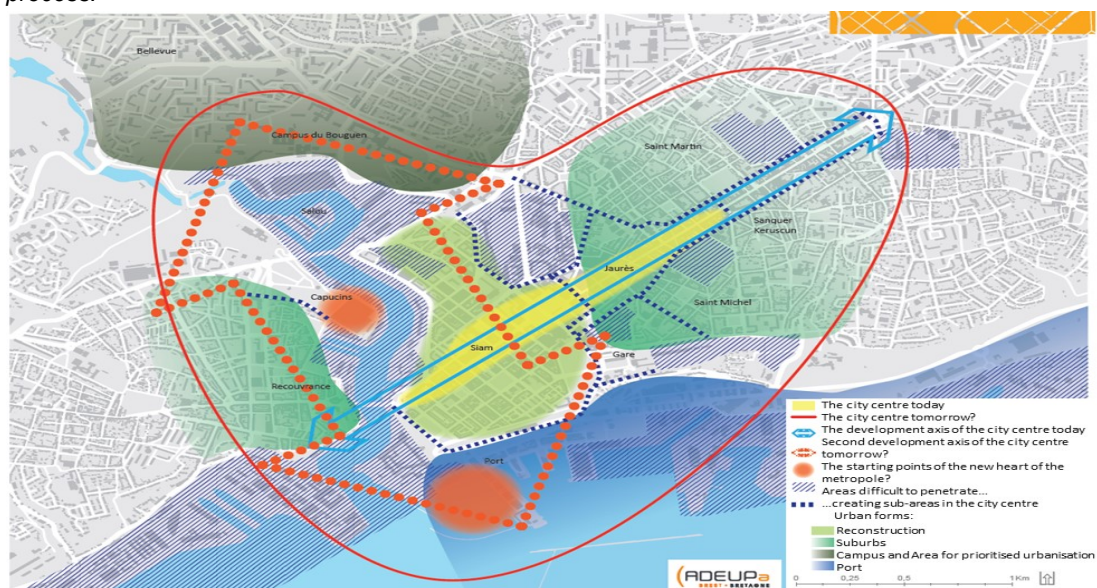 process.
Bellevue
Campus du Bouguen
Saint Martin
Salou
Sanquer
Keruscun
Jaurès
Capucins
Saint Michel
Siam
Gare
Recouvrance
Port
The city centre today
The city centre tomorrow?
The development axis of the city centre today
Second development axis of the city centre
tomorrow?
The starting points of the new heart of the
metropole?
Areas difficult to penetrate...
...creating sub-areas in the city centre
Urban forms:
Reconstruction
Suburbs
Campus and Area for prioritised urbanisation
Port
ADEUPa
BREST • BRETAGNE
0 0,25 0,5 1 Km